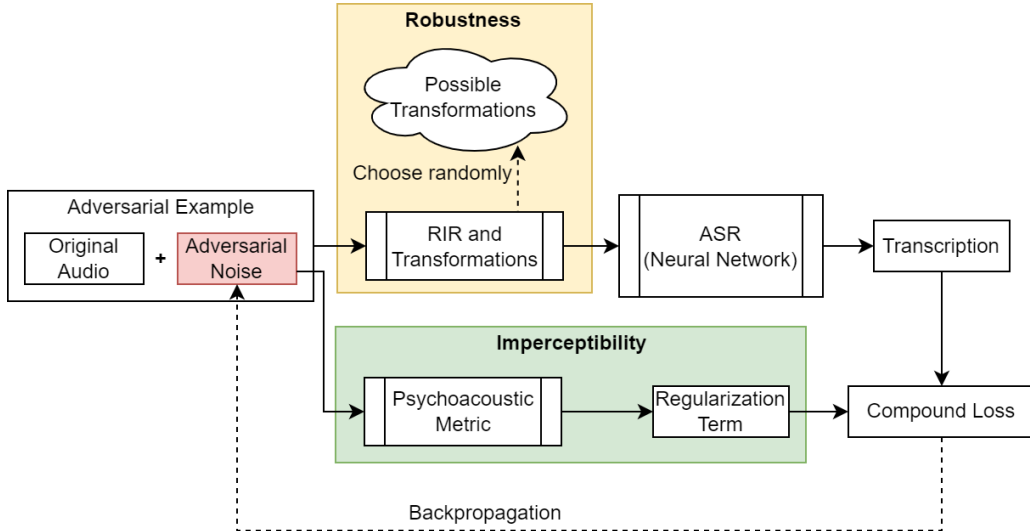 Robustness
Possible
Transformations
Choose randomly
Adversarial Example
Original
Audio
+
Adversarial
Noise
RIR and
Transformations
ASR
(Neural Network)
Transcription
Imperceptibility
Psychoacoustic
Metric
Regularization
Term
Compound Loss
Backpropagation